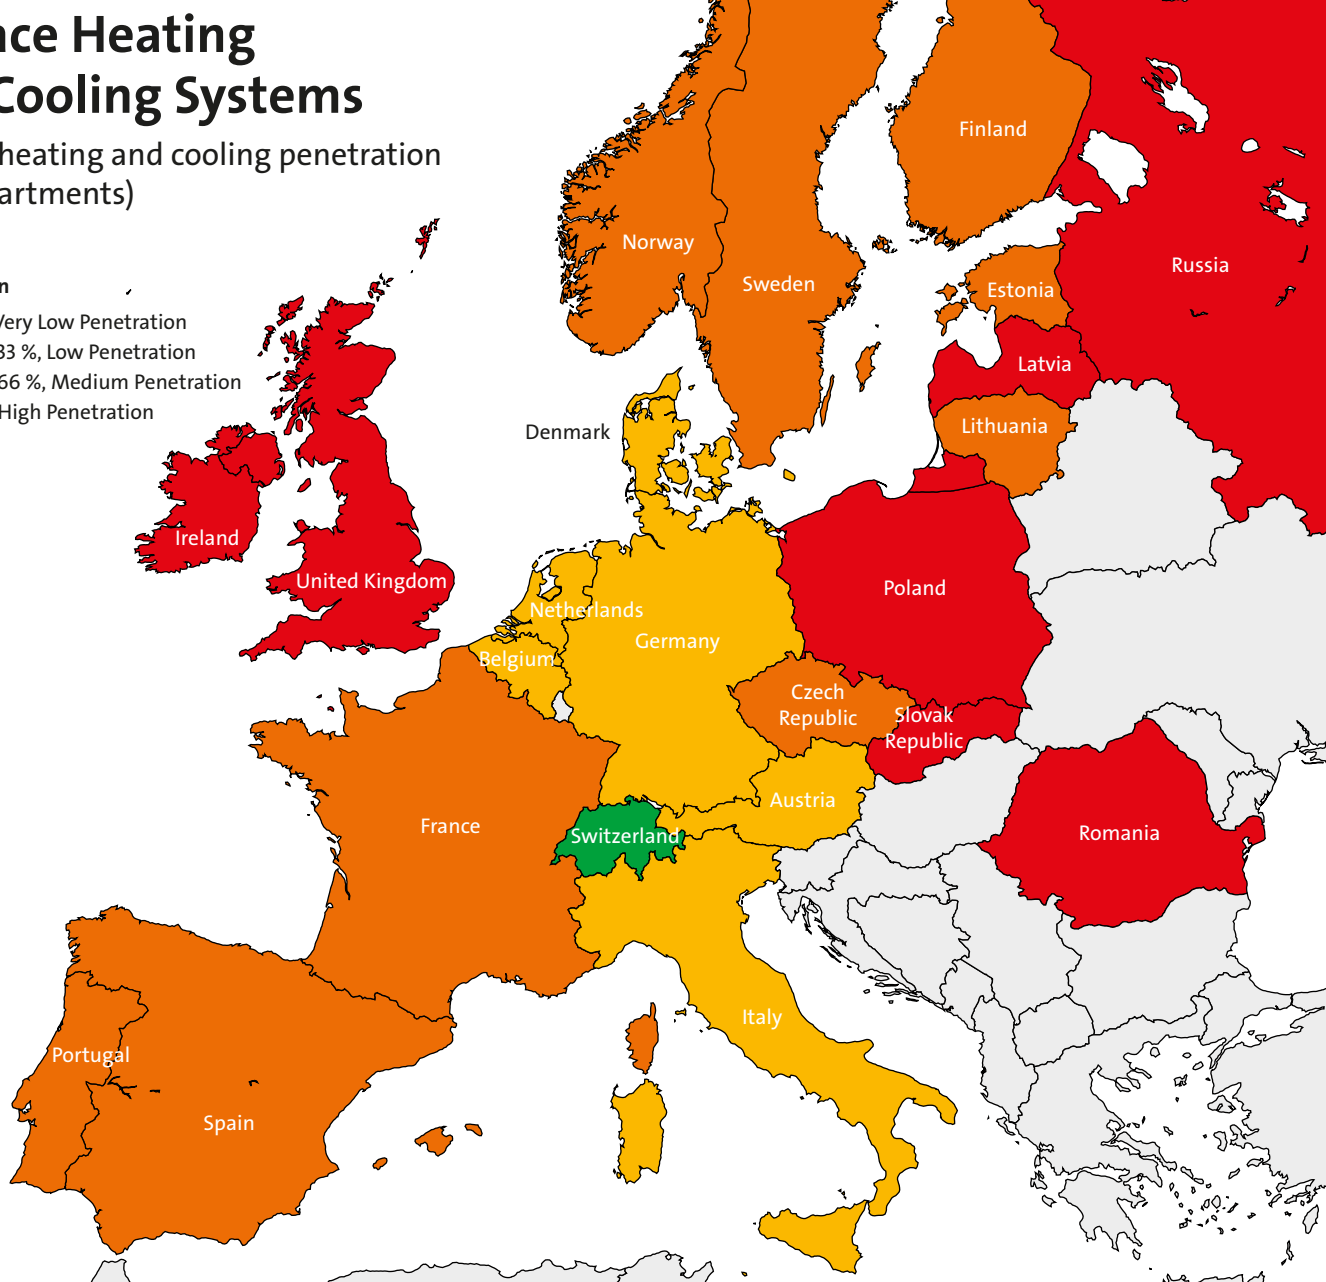 nce Heating
Cooling Systems
heating and cooling penetration
artments)
n
Very Low Penetration
33 %, Low Penetration
66 %, Medium Penetration
High Penetration
Finland
Norway
Sweden
Russia
Estonia
Latvia
Lithuania
Denmark
Ireland
United Kingdom
Poland
Netherlands
Germany
Belgium
Czech
Republic
Slovak
Republic
Austria
France
Switzerland
Romania
Italy
Portugal
Spain